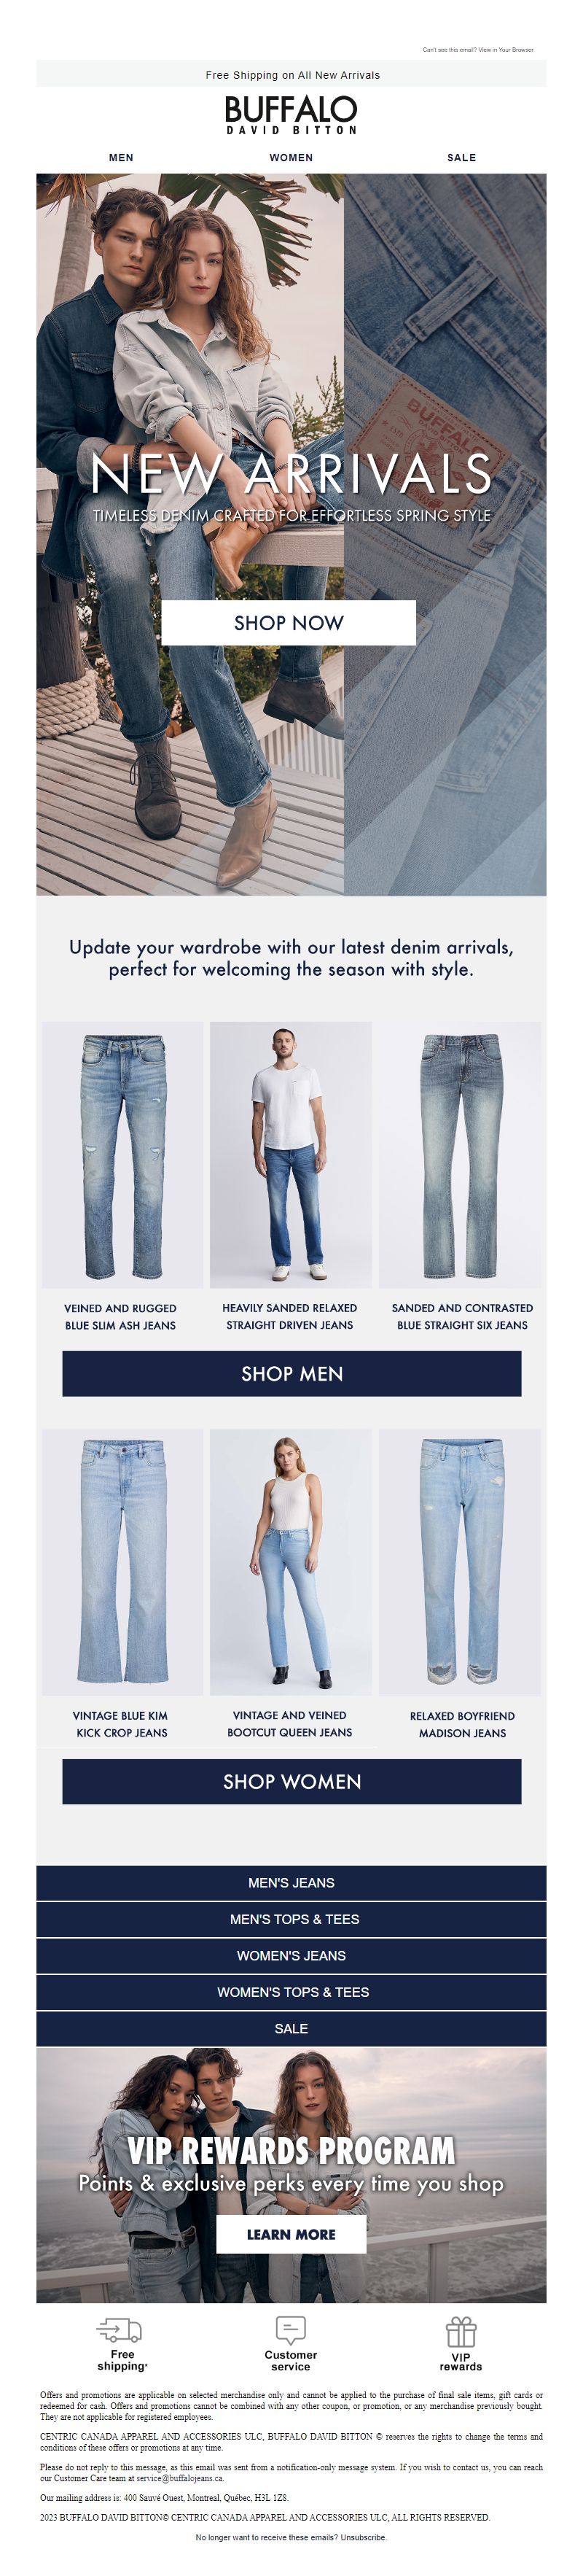 Can't see this email? View in Your Browser
Free Shipping on All New Arrivals
BUFFALO
DAVID BITTON
MEN WOMEN SALE
BUFFALO
NEW ARRIVALS
TIMELESS DENIM CRAFTED FOR EFFORTLESS SPRING STYLE
SHOP NOW
Update your wardrobe with our latest denim arrivals,
perfect for welcoming the season with style.
VEINED AND RUGGED
BLUE SLIM ASH JEANS
HEAVILY SANDED RELAXED
STRAIGHT DRIVEN JEANS
SANDED AND CONTRASTED
BLUE STRAIGHT SIX JEANS
SHOP MEN
VINTAGE BLUE KIM
KICK CROP JEANS
VINTAGE AND VEINED
BOOTCUT QUEEN JEANS
RELAXED BOYFRIEND
MADISON JEANS
SHOP WOMEN
MEN'S JEANS
MEN'S TOPS & TEES
WOMEN'S JEANS
WOMEN'S TOPS & TEES
SALE
VIP REWARDS PROGRAM
Points & exclusive perks every time you shop
LEARN MORE
Free
shipping*
Customer
service
VIP
rewards
Offers and promotions are applicable on selected merchandise only and cannot be applied to the purchase of final sale items, gift cards or
redeemed for cash. Offers and promotions cannot be combined with any other coupon, or promotion, or any merchandise previously bought.
They are not applicable for registered employees.
CENTRIC CANADA APPAREL AND ACCESSORIES ULC, BUFFALO DAVID BITTON © reserves the rights to change the terms and
conditions of these offers or promotions at any time.
Please do not reply to this message, as this email was sent from a notification-only message system. If you wish to contact us, you can reach
our Customer Care team at service@buffalojeans.ca.
Our mailing address is: 400 Sauvé Ouest, Montreal, Québec, H3L 1Z8.
2023 BUFFALO DAVID BITTON© CENTRIC CANADA APPAREL AND ACCESSORIES ULC, ALL RIGHTS RESERVED.
No longer want to receive these emails? Unsubscribe.